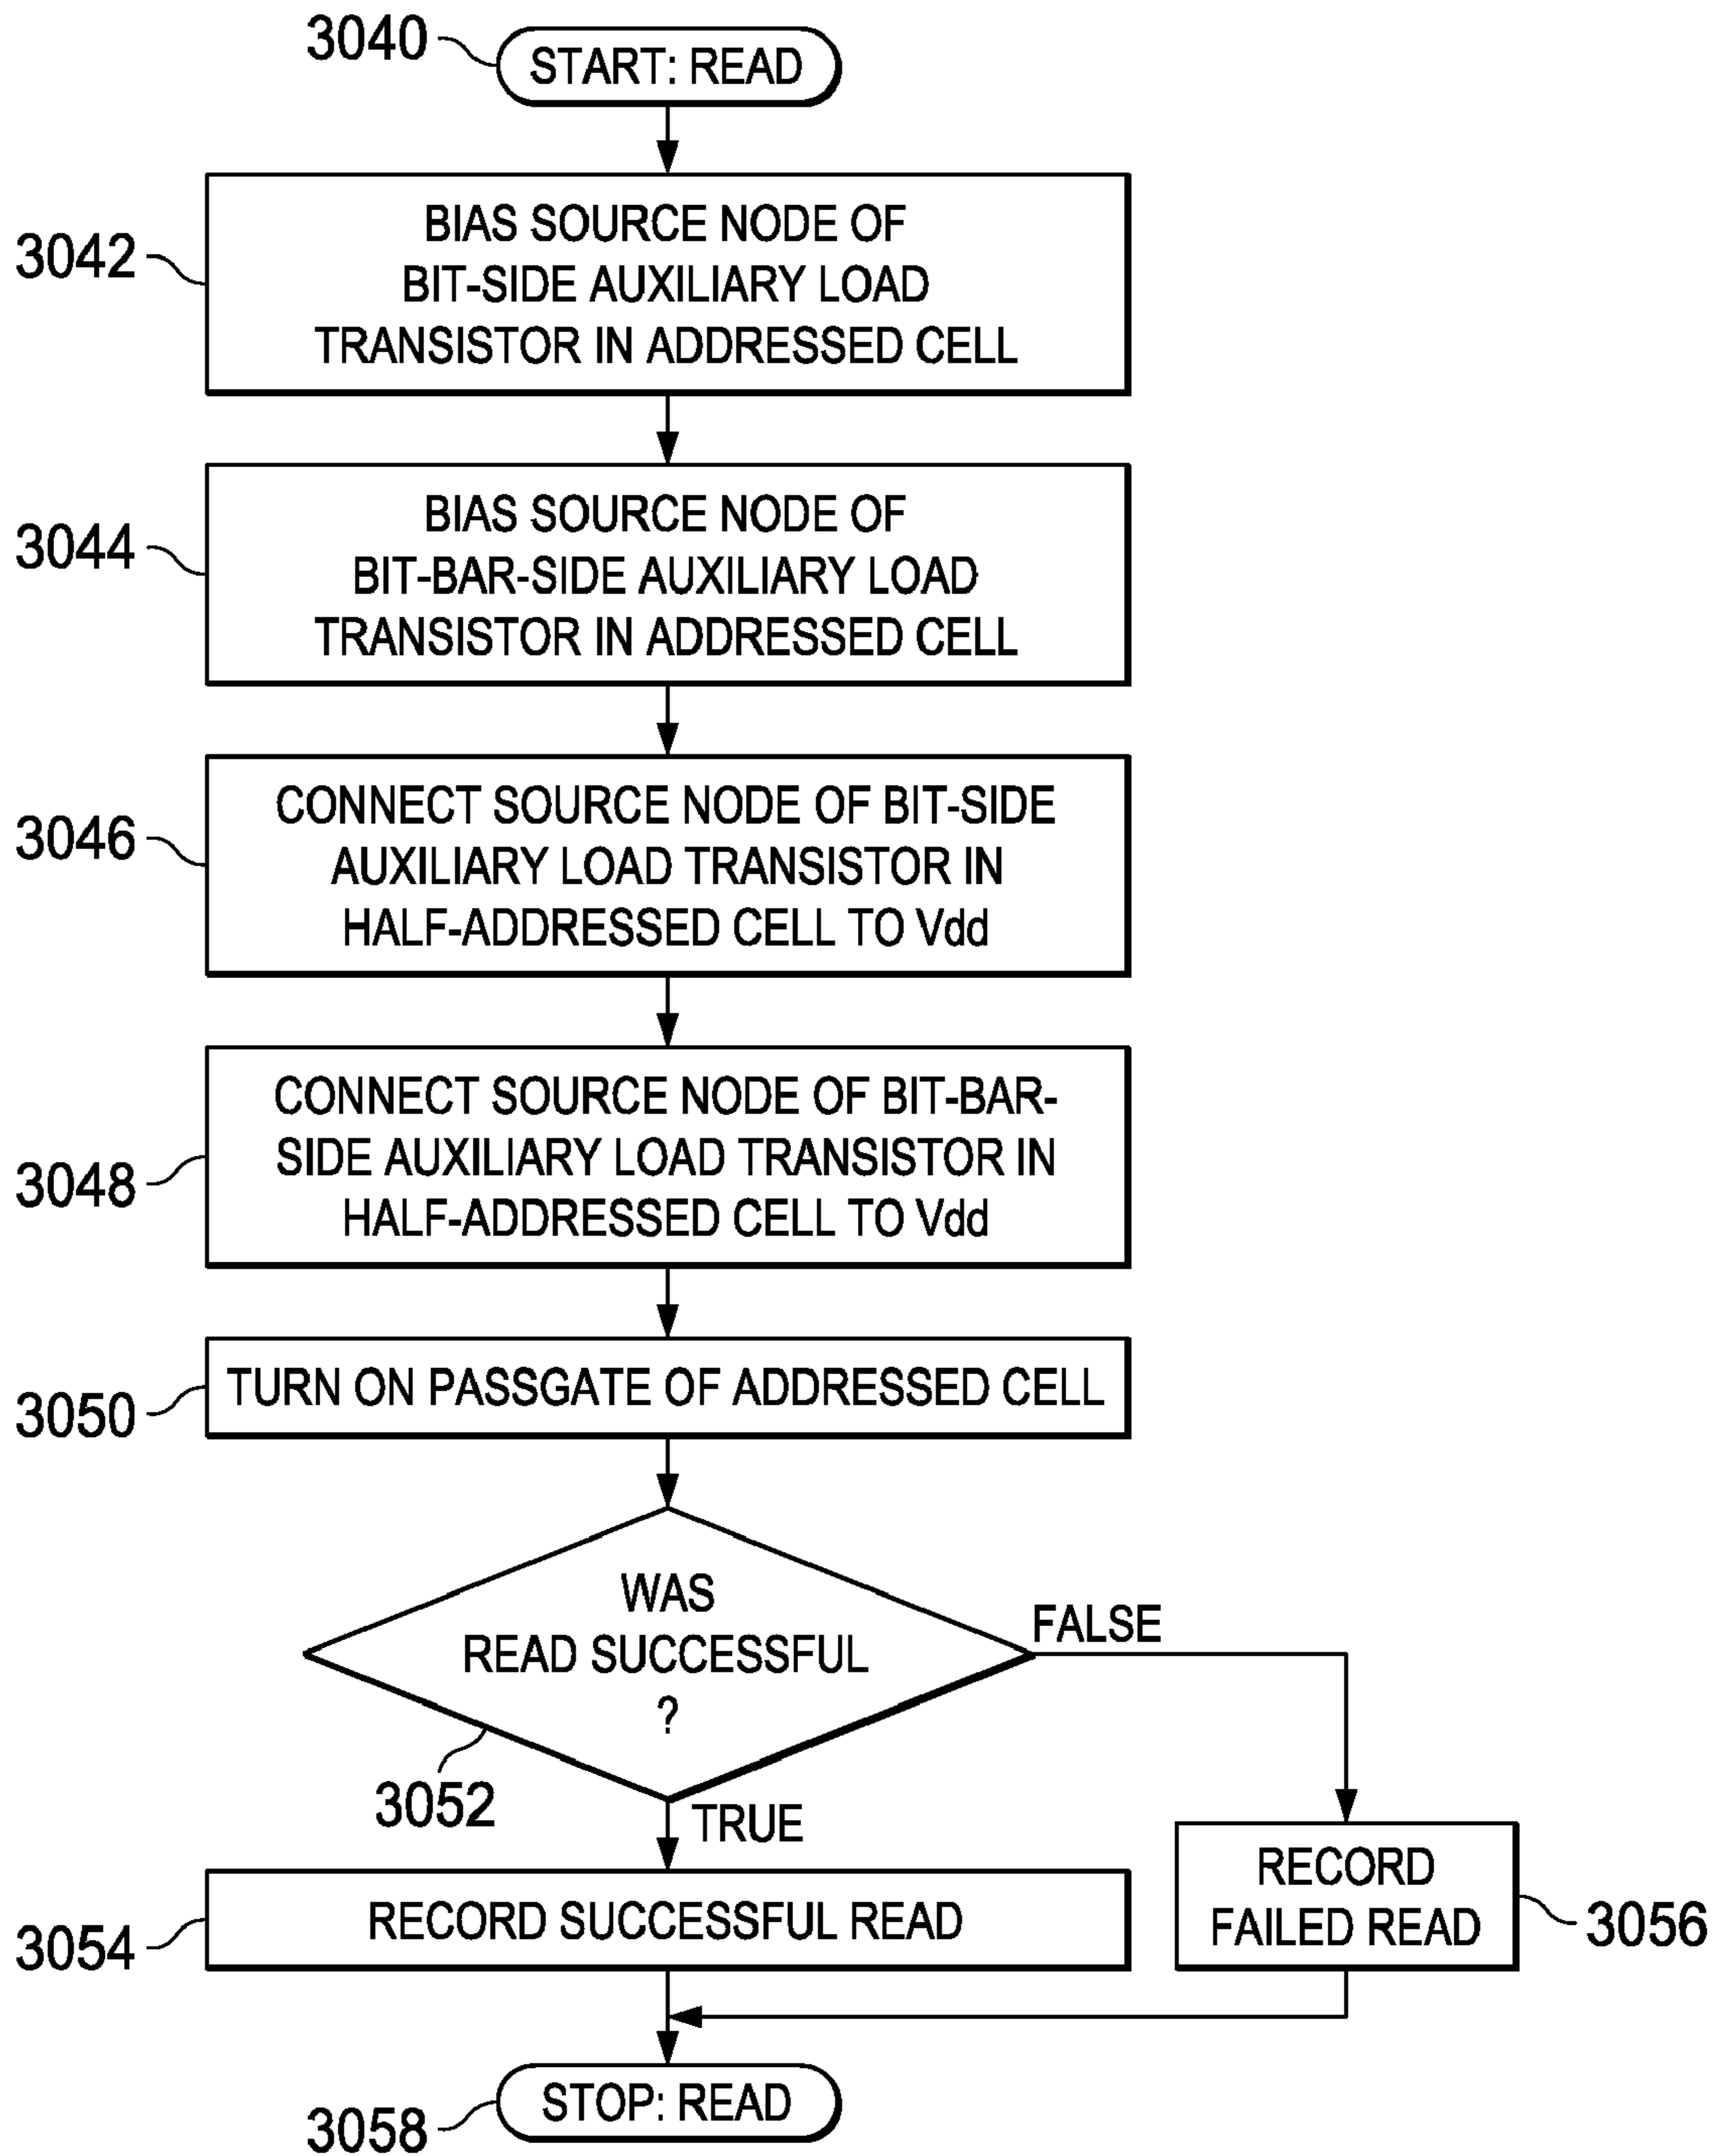 3040
START: READ
3042
BIAS SOURCE NODE OF
BIT-SIDE AUXILIARY LOAD
TRANSISTOR IN ADDRESSED CELL
3044
BIAS SOURCE NODE OF
BIT-BAR-SIDE AUXILIARY LOAD
TRANSISTOR IN ADDRESSED CELL
3046
CONNECT SOURCE NODE OF BIT-SIDE
AUXILIARY LOAD TRANSISTOR IN
HALF-ADDRESSED CELL TO Vdd
3048
CONNECT SOURCE NODE OF BIT-BAR-
SIDE AUXILIARY LOAD TRANSISTOR IN
HALF-ADDRESSED CELL TO Vdd
3050
TURN ON PASSGATE OF ADDRESSED CELL
WAS
READ SUCCESSFUL
?
FALSE
3052
TRUE
3054
RECORD SUCCESSFUL READ
RECORD
FAILED READ
3056
STOP: READ
3058